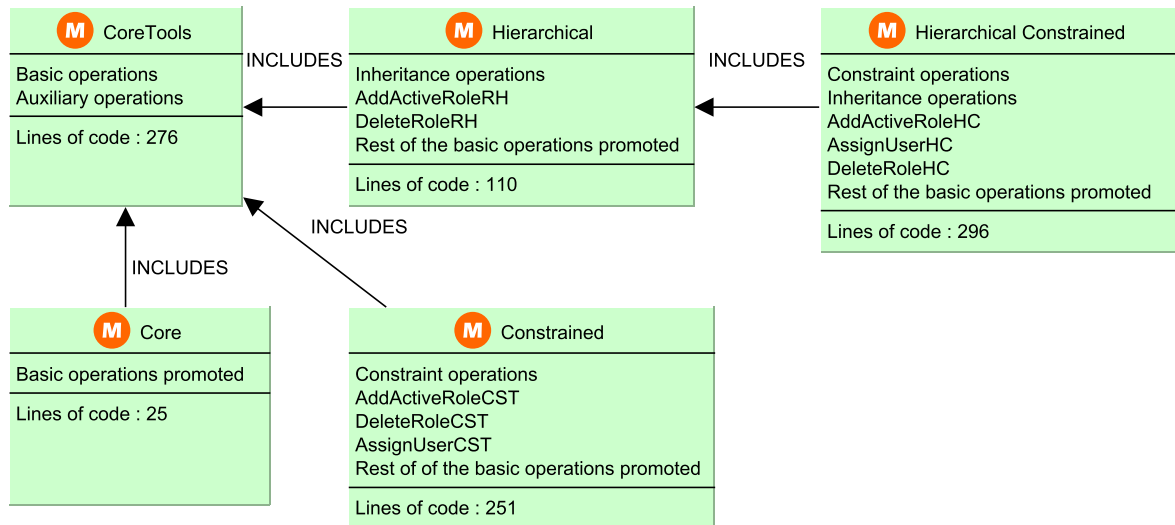 M CoreTools
Basic operations
Auxiliary operations
Lines of code : 276
INCLUDES
M Hierarchical
Inheritance operations
AddActiveRoleRH
DeleteRoleRH
Rest of the basic operations promoted
Lines of code : 110
INCLUDES
M Hierarchical Constrained
Constraint operations
Inheritance operations
AddActiveRoleHC
AssignUserHC
DeleteRoleHC
Rest of the basic operations promoted
Lines of code : 296
INCLUDES
INCLUDES
M Core
Basic operations promoted
Lines of code : 25
M Constrained
Constraint operations
AddActiveRoleCST
DeleteRoleCST
AssignUserCST
Rest of of the basic operations promoted
Lines of code : 251